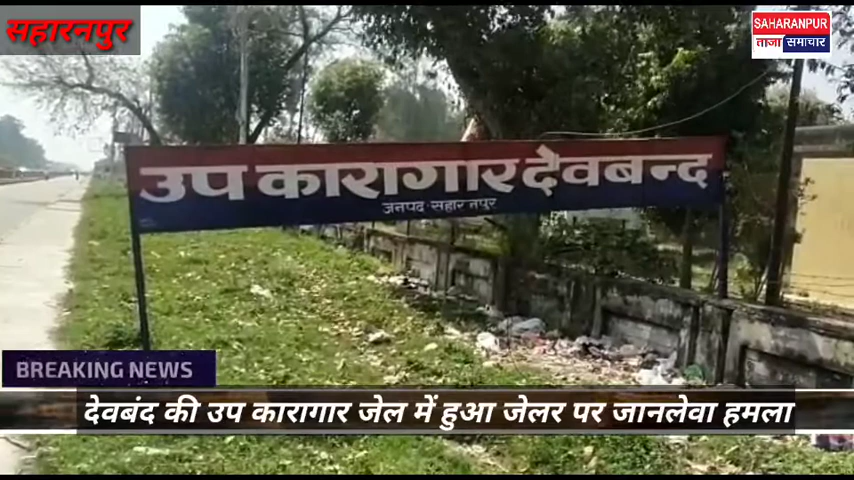 सहारनपुर
SAHARANPUR
ताजा समाचार
उप कारागार देवबन्द
जनपद-सहारनपुर
BREAKING NEWS
देवबंद की उप कारागार जेल में हुआ जेलर पर जानलेवा हमला